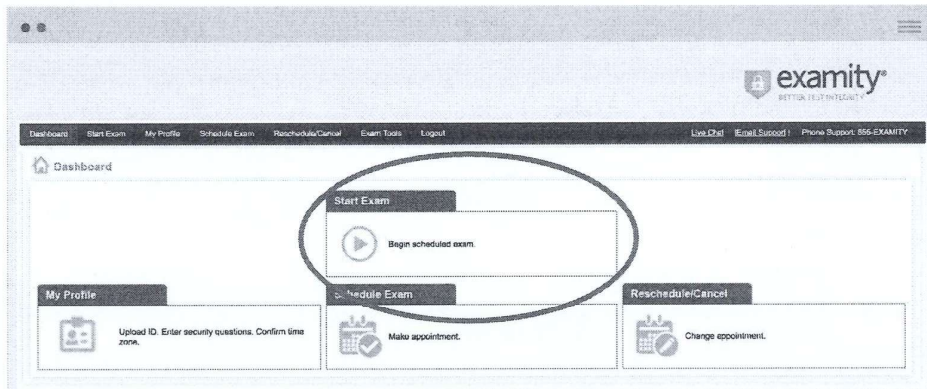 examity®
BETTER TEST INTEGRITY
Dashboard Start Exam My Profile Schedule Exam Reschedule/Cancel Exam Tools Logout Live Chat Email Support Phone Support: 855-EXAMITY
Dashboard
Start Exam
Begin scheduled exam.
My Profile
Upload ID. Enter security questions. Confirm time
zone.
Schedule Exam
Make appointment.
Reschedule/Cancel
Change appointment.